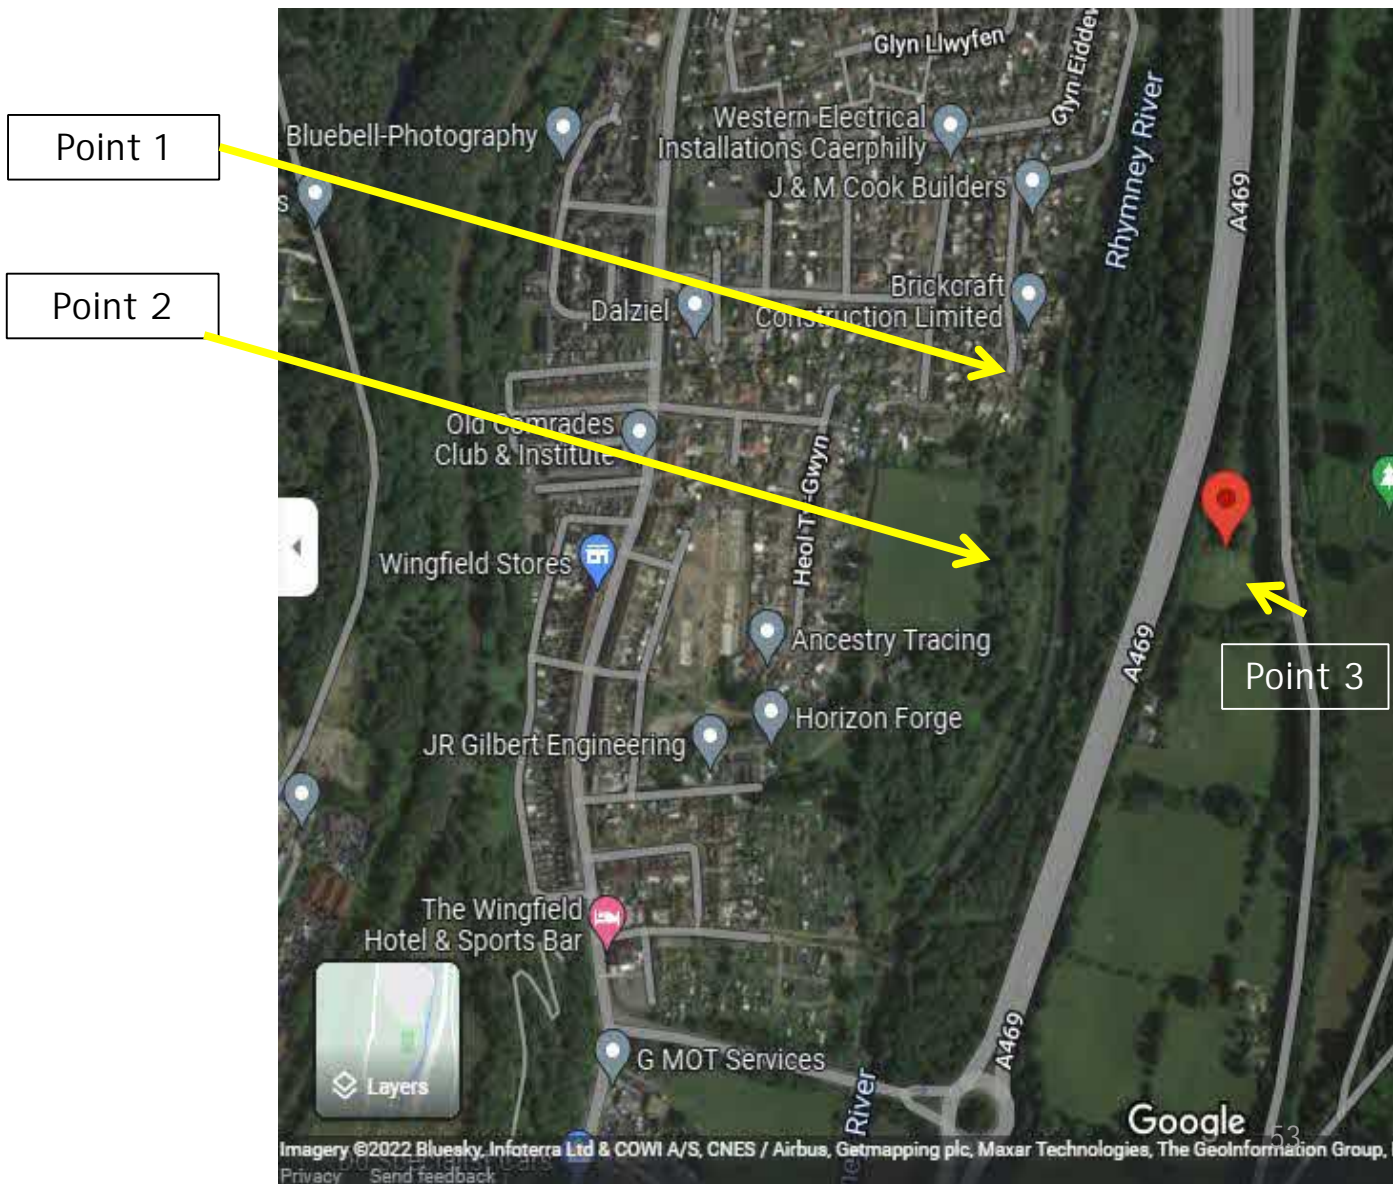 Glyn Llwyfen
Glyn Eiddew
Point 1
Bluebell-Photography
Western Electrical
Installations Caerphilly
J & M Cook Builders
Rhymney River
A469
s
Point 2
Brickcraft
Construction Limited
Dalziel
Old Comrades
Club & Institute
Heol Ty-Gwyn
Wingfield Stores
Ancestry Tracing
A469
Point 3
Horizon Forge
JR Gilbert Engineering
The Wingfield
Hotel & Sports Bar
A469
G MOT Services
Layers
River
Google
53
Imagery ©2022 Bluesky, Infoterra Ltd & COWI A/S, CNES / Airbus, Getmapping plc, Maxar Technologies, The GeoInformation Group,
Privacy Send feedback